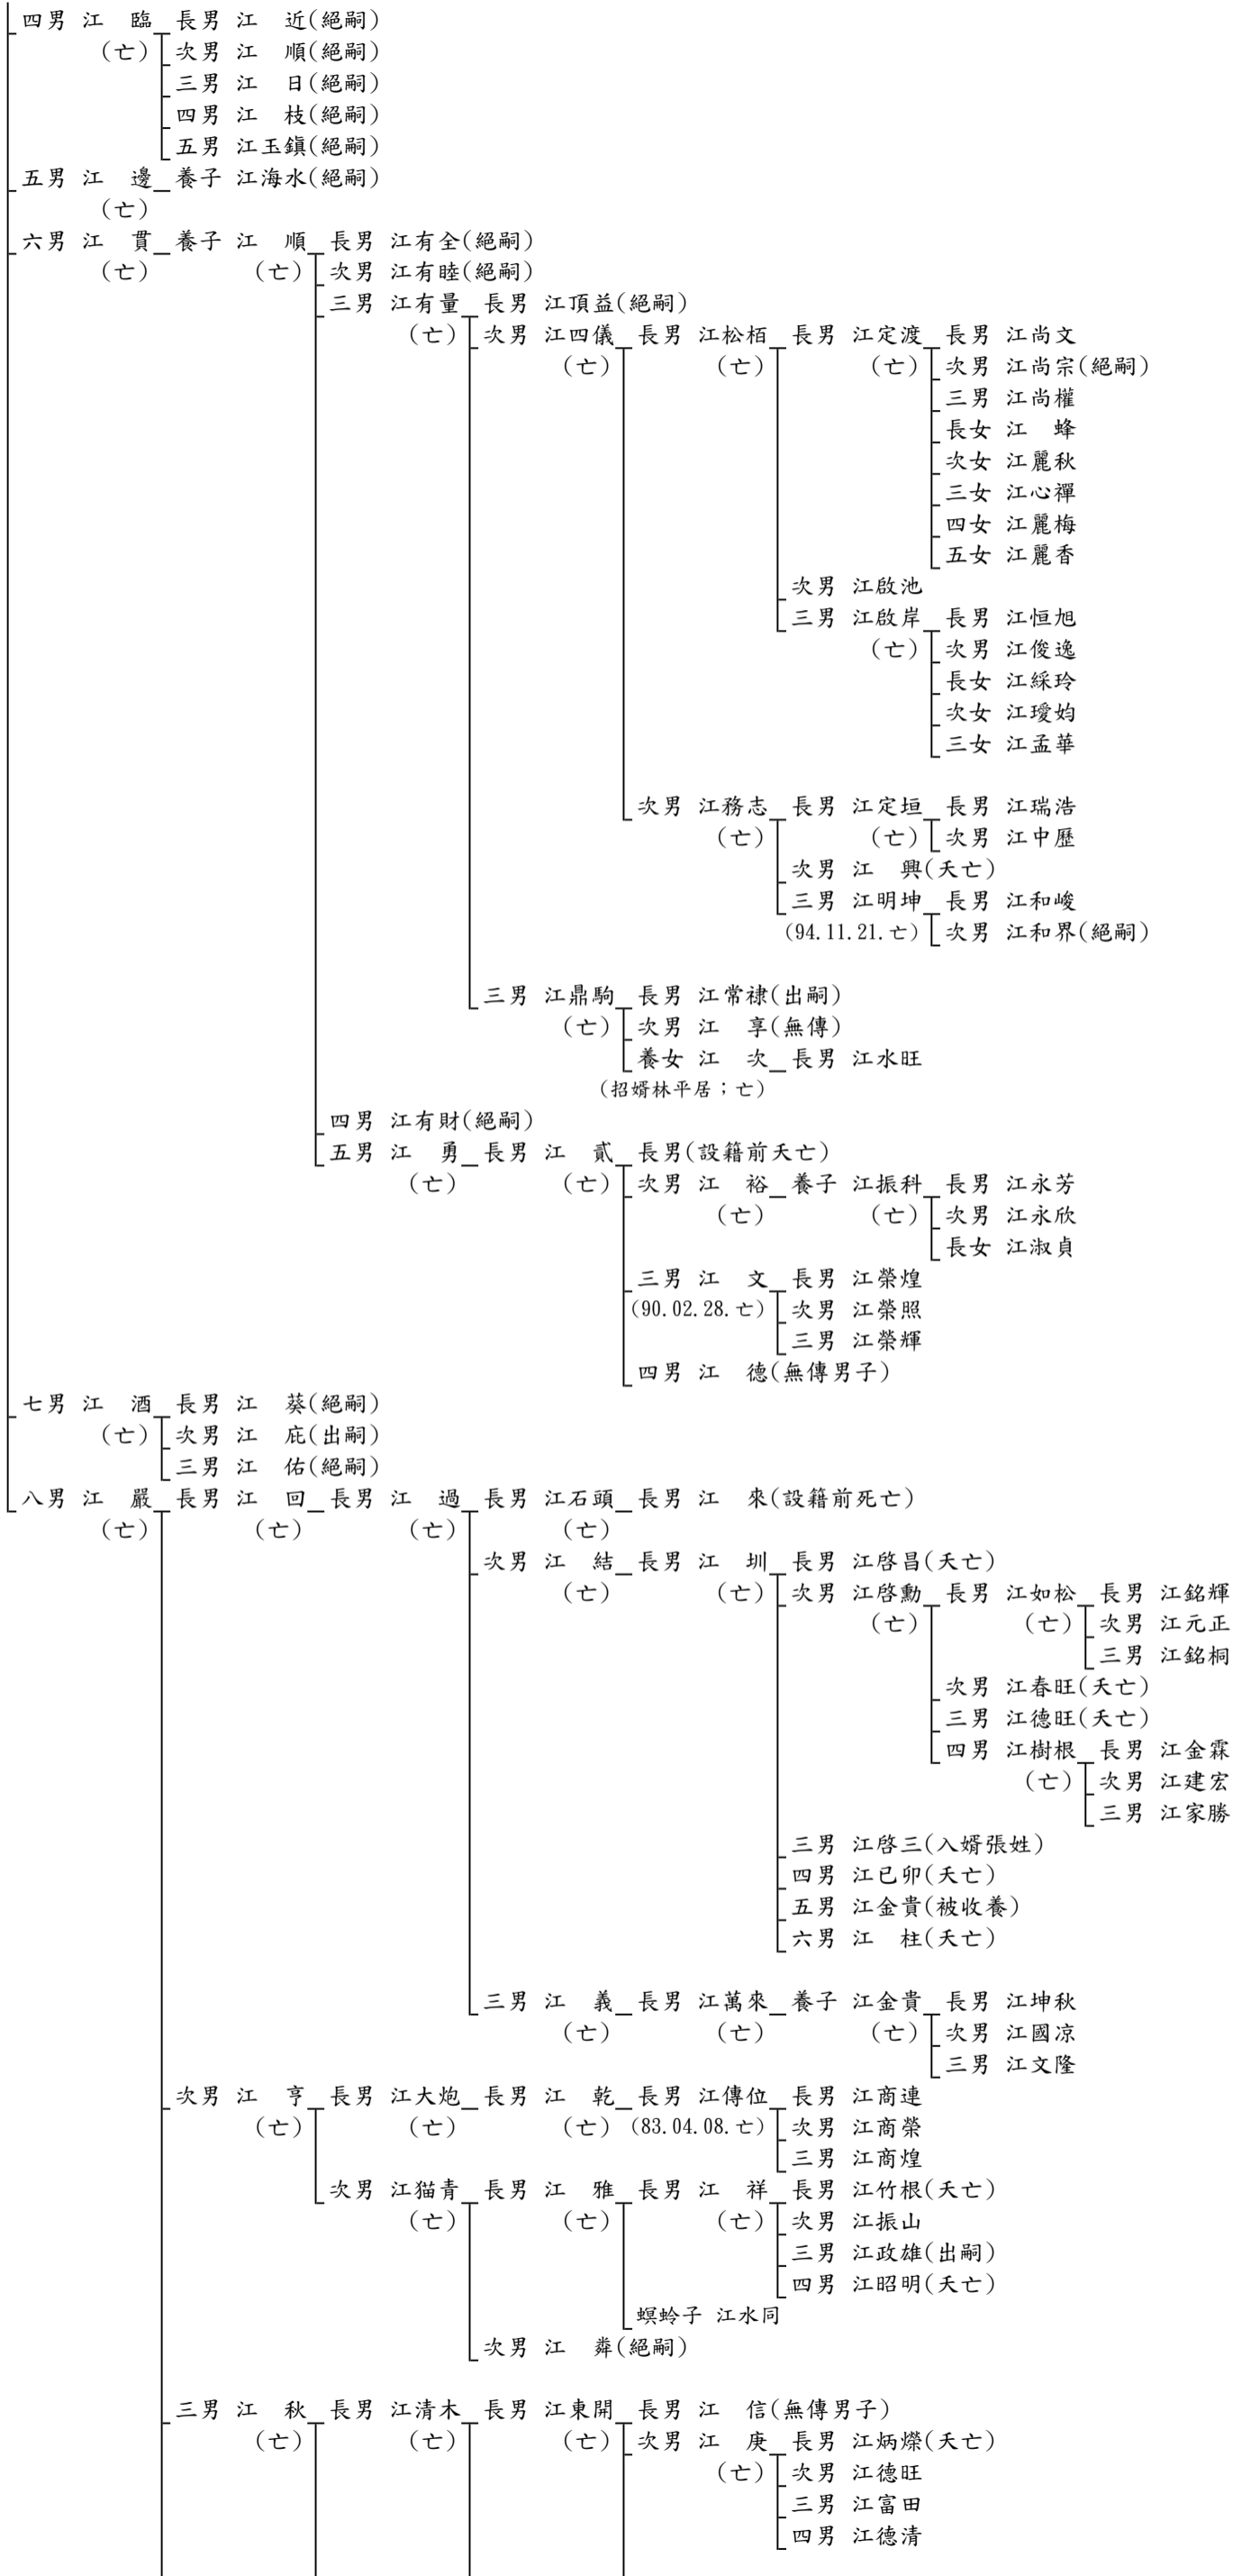 四男 江　臨 長男 江　近(絕嗣)
(亡) 次男 江　順(絕嗣)
三男 江　日(絕嗣)
四男 江　枝(絕嗣)
五男 江玉鎮(絕嗣)
五男 江　邊 養子 江海水(絕嗣)
(亡)
六男 江　貫 養子 江　順 長男 江有全(絕嗣)
(亡) (亡) 次男 江有睦(絕嗣)
三男 江有量 長男 江頂益(絕嗣)
(亡) 次男 江四儀 長男 江松栢 長男 江定渡 長男 江尚文
(亡) (亡) (亡) 次男 江尚宗(絕嗣)
三男 江尚權
長女 江　蜂
次女 江麗秋
三女 江心禪
四女 江麗梅
五女 江麗香
次男 江啟池
三男 江啟岸 長男 江恒旭
(亡) 次男 江俊逸
長女 江綵玲
次女 江璦妁
三女 江孟華
次男 江務志 長男 江定垣 長男 江瑞浩
(亡) (亡) 次男 江中歷
次男 江　興(夭亡)
三男 江明坤 長男 江和峻
(94.11.21.亡) 次男 江和界(絕嗣)
三男 江鼎駒 長男 江常祿(出嗣)
(亡) 次男 江　享(無傳)
養女 江　次 長男 江水旺
(招婿林平居；亡)
四男 江有財(絕嗣)
五男 江　勇 長男 江　貳 長男(設籍前夭亡)
(亡) (亡) 次男 江　裕 養子 江振科 長男 江永芳
(亡) (亡) 次男 江永欣
長女 江淑貞
三男 江　文 長男 江榮煌
(90.02.28.亡) 次男 江榮照
三男 江榮輝
四男 江　德(無傳男子)
七男 江　酒 長男 江　葵(絕嗣)
(亡) 次男 江　庇(出嗣)
三男 江　佑(絕嗣)
八男 江　嚴 長男 江　回 長男 江　過 長男 江石頭 長男 江　來(設籍前死亡)
(亡) (亡) (亡) (亡)
次男 江　結 長男 江　圳 長男 江啓昌(夭亡)
(亡) (亡) 次男 江啓勳 長男 江如松 長男 江銘輝
(亡) (亡) 次男 江元正
三男 江銘桐
次男 江春旺(夭亡)
三男 江德旺(夭亡)
四男 江樹根 長男 江金霖
(亡) 次男 江建宏
三男 江家勝
三男 江啓三(入婿張姓)
四男 江已卯(夭亡)
五男 江金貴(被收養)
六男 江　柱(夭亡)
三男 江　義 長男 江萬來 養子 江金貴 長男 江坤秋
(亡) (亡) (亡) 次男 江國凉
三男 江文隆
次男 江　亨 長男 江大炮 長男 江　乾 長男 江傳位 長男 江商連
(亡) (亡) (亡) (83.04.08.亡) 次男 江商榮
三男 江商煌
次男 江猫青 長男 江　雅 長男 江　祥 長男 江竹根(夭亡)
(亡) (亡) (亡) 次男 江振山
三男 江政雄(出嗣)
四男 江昭明(夭亡)
螟蛉子 江水同
次男 江　粦(絕嗣)
三男 江　秋 長男 江清木 長男 江東開 長男 江　信(無傳男子)
(亡) (亡) (亡) 次男 江　庚 長男 江炳燦(夭亡)
(亡) 次男 江德旺
三男 江富田
四男 江德清